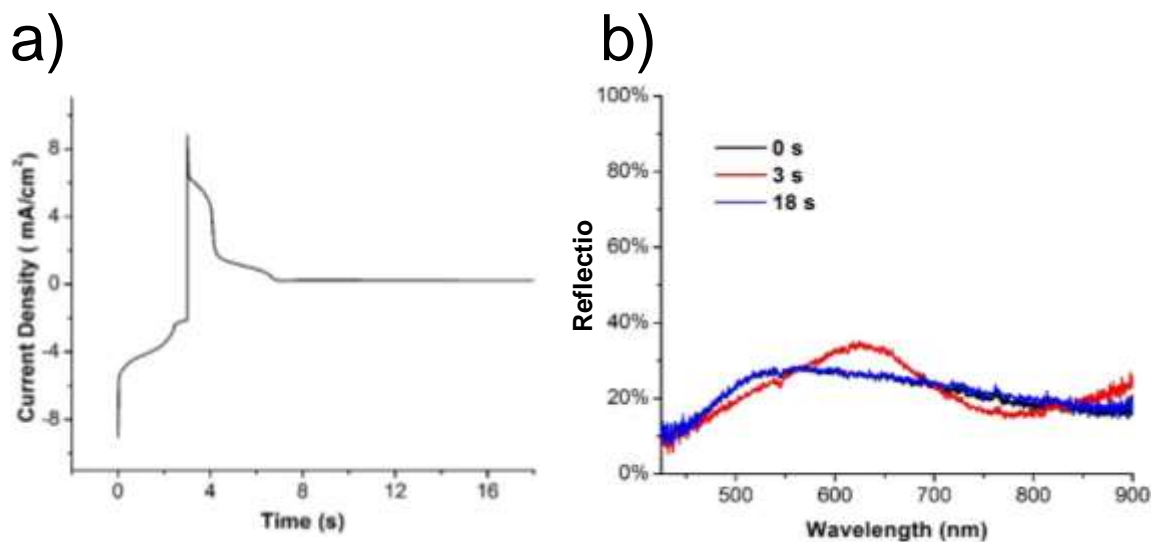 a)
b)
Current Density ( mA/cm²)
8
4
0
-4
-8
0
4
8
12
16
Time (s)
Reflectio
100%
80%
60%
40%
20%
0%
0 s
3 s
18 s
500
600
700
800
900
Wavelength (nm)